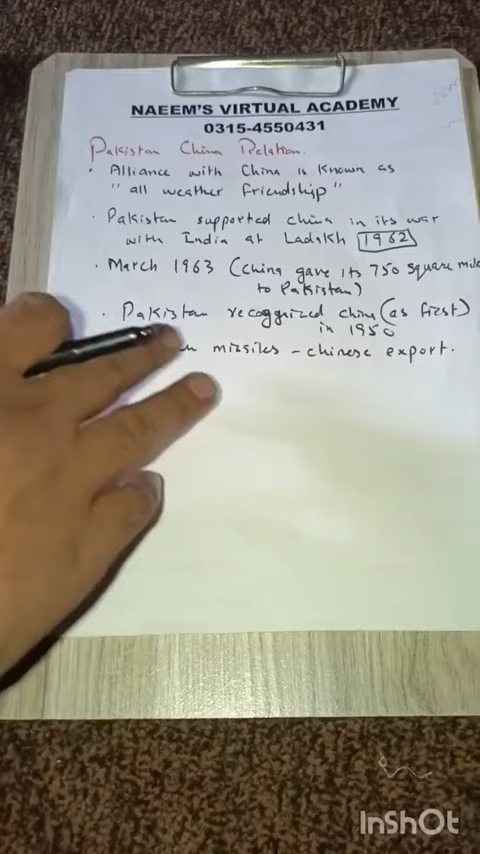 NAEEM'S VIRTUAL ACADEMY
0315-4550431
Pakistan China Relation.
• Alliance with China is known as
"all weather friendship"
• Pakistan supported china in its war
with India at Ladakh 1962
• March 1963 (China gave its 750 square mile
to Pakistan)
• Pakistan recognized china (as first)
in 1950
missiles - chinese export.
InShOt